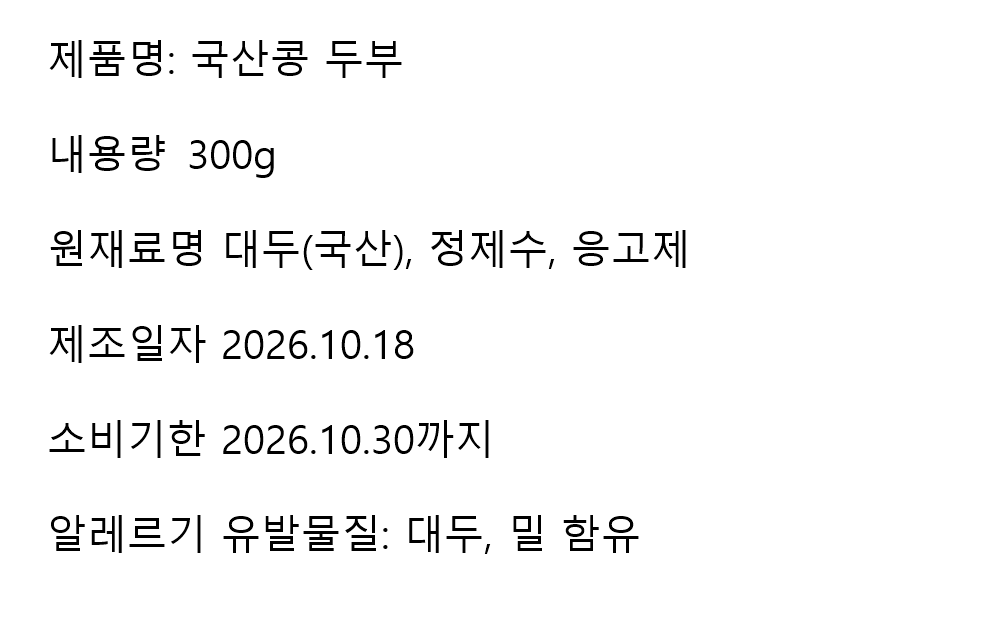 제품명: 국산콩 두부
내용량 300g
원재료명 대두(국산), 정제수, 응고제
제조일자 2026.10.18
소비기한 2026.10.30까지
알레르기 유발물질: 대두, 밀 함유